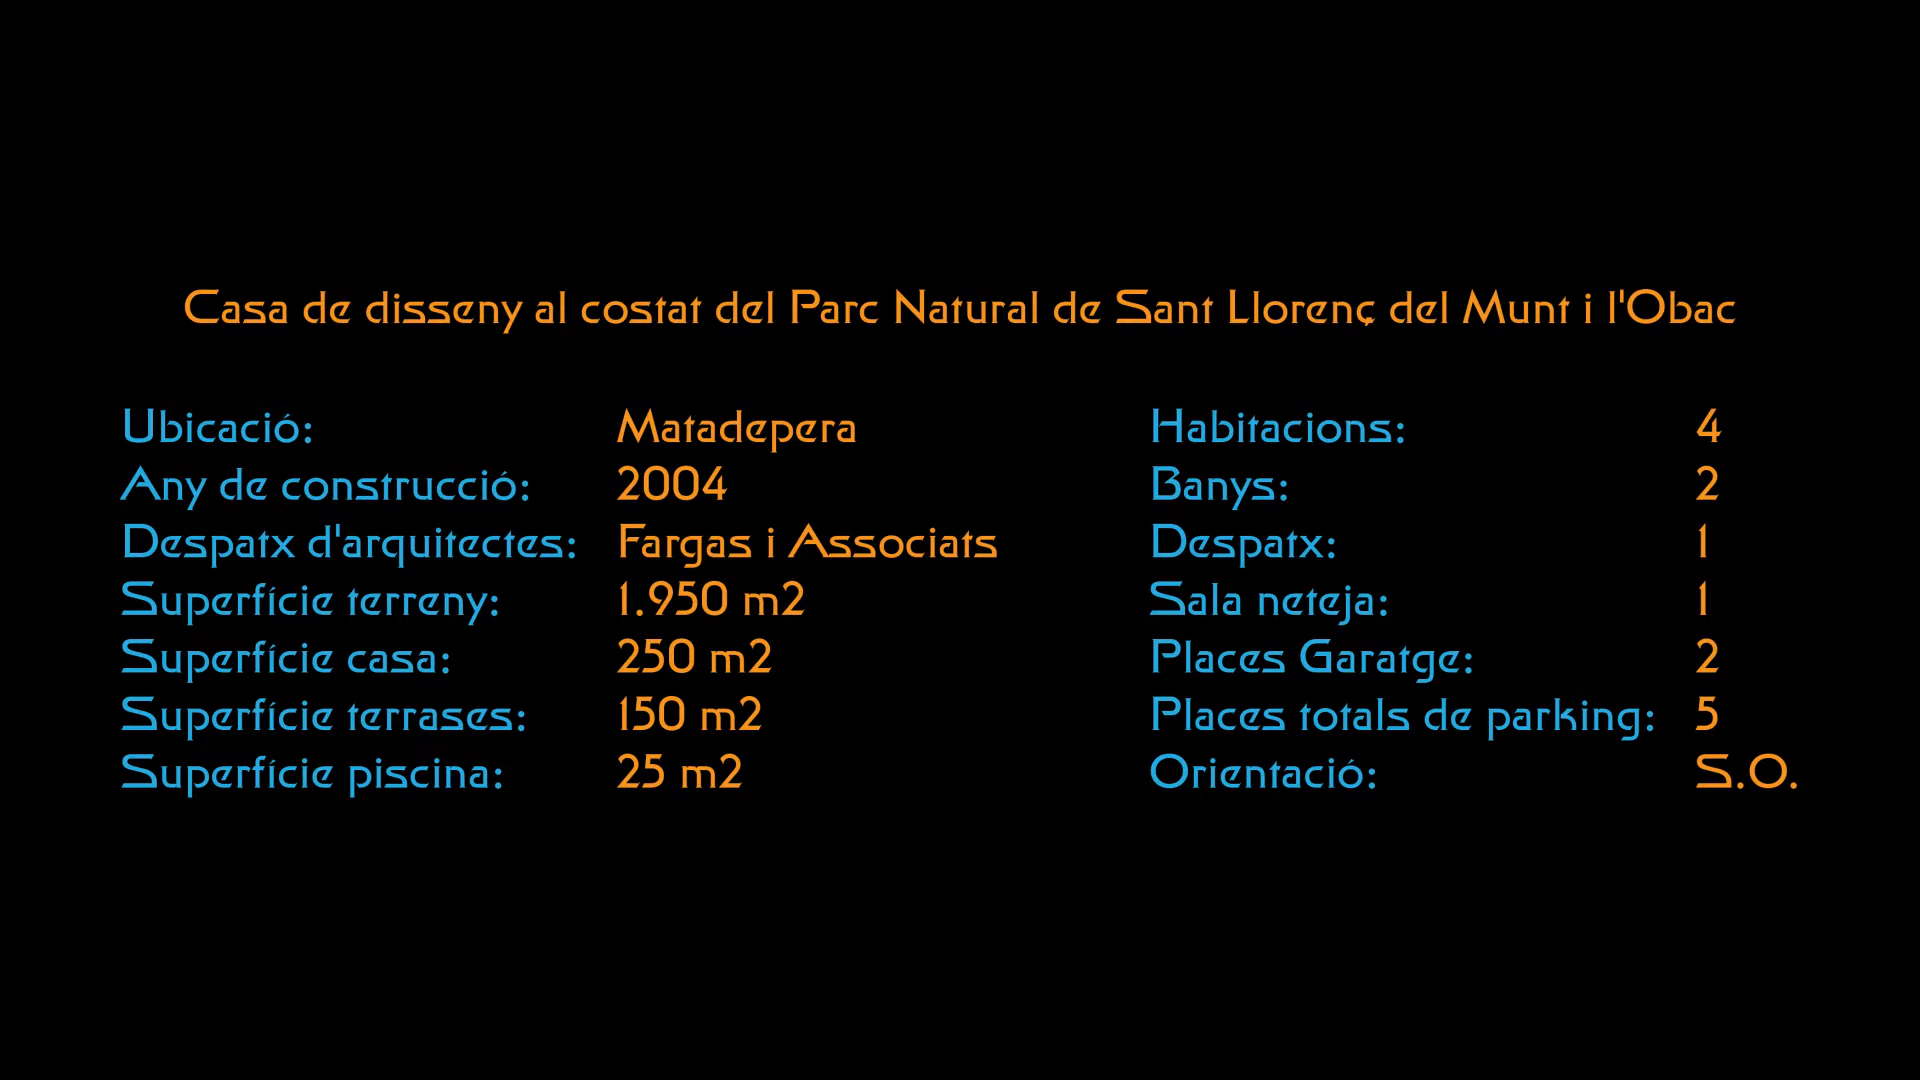 Casa de disseny al costat del Parc Natural de Sant Llorenç del Munt i l'Obac
Ubicació: Matadepera
Any de construcció: 2004
Despatx d'arquitectes: Fargas i Associats
Superfície terreny: 1.950 m2
Superfície casa: 250 m2
Superfície terrases: 150 m2
Superfície piscina: 25 m2
Habitacions: 4
Banys: 2
Despatx: 1
Sala neteja: 1
Places Garatge: 2
Places totals de parking: 5
Orientació: S.O.